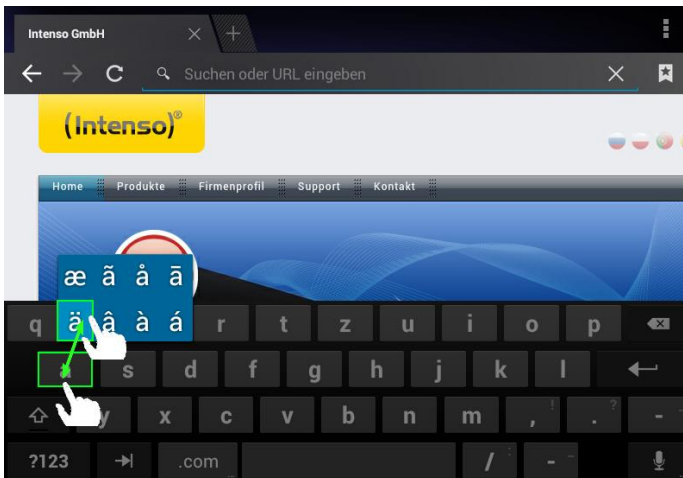 Intenso GmbH
Suchen oder URL eingeben
(Intenso)®
Home Produkte Firmenprofil Support Kontakt
æ ã å ā
ä â à á
q r t z u i o p
a s d f g h j k l
y x c v b n m , ! . ? -
?123 .com / : - _